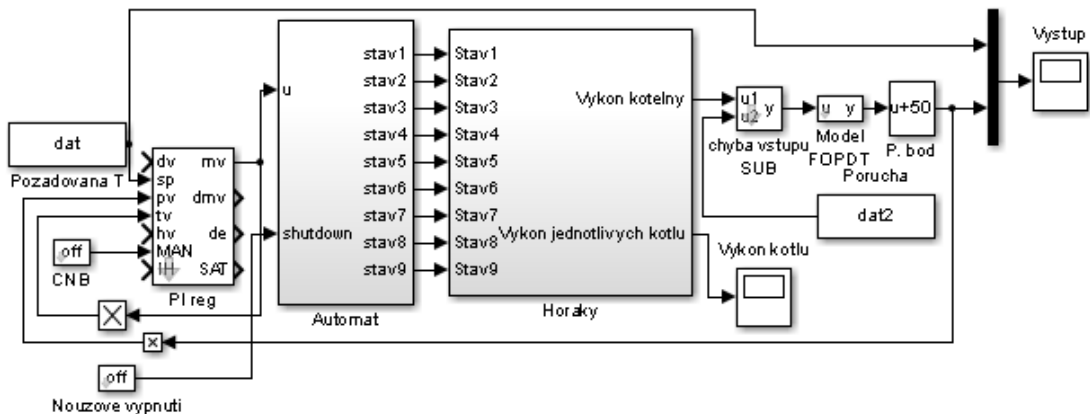 dat
Pozadovana T
dv
sp
pv
tv
hv
MAN
IH
mv
dmv
de
SAT
PI reg
off
CNB
off
Nouzove vypnuti
u
shutdown
stav1
stav2
stav3
stav4
stav5
stav6
stav7
stav8
stav9
Automat
Stav1
Stav2
Stav3
Stav4
Stav5
Stav6
Stav7
Stav8
Stav9
Vykon kotelny
Vykon jednotlivych kotlu
Horaky
u1
u2
y
chyba vstupu
SUB
u y
Model
FOPDT
u+50
P. bod
Porucha
dat2
Vykon kotlu
Vystup